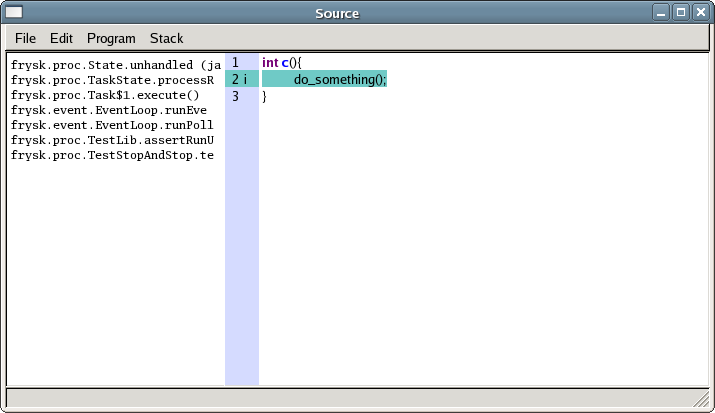 Source
File Edit Program Stack
frysk.proc.State.unhandled (ja
frysk.proc.TaskState.processR
frysk.proc.Task$1.execute()
frysk.event.EventLoop.runEve
frysk.event.EventLoop.runPoll
frysk.proc.TestLib.assertRunU
frysk.proc.TestStopAndStop.te
1 int c(){
2 i do_something();
3 }